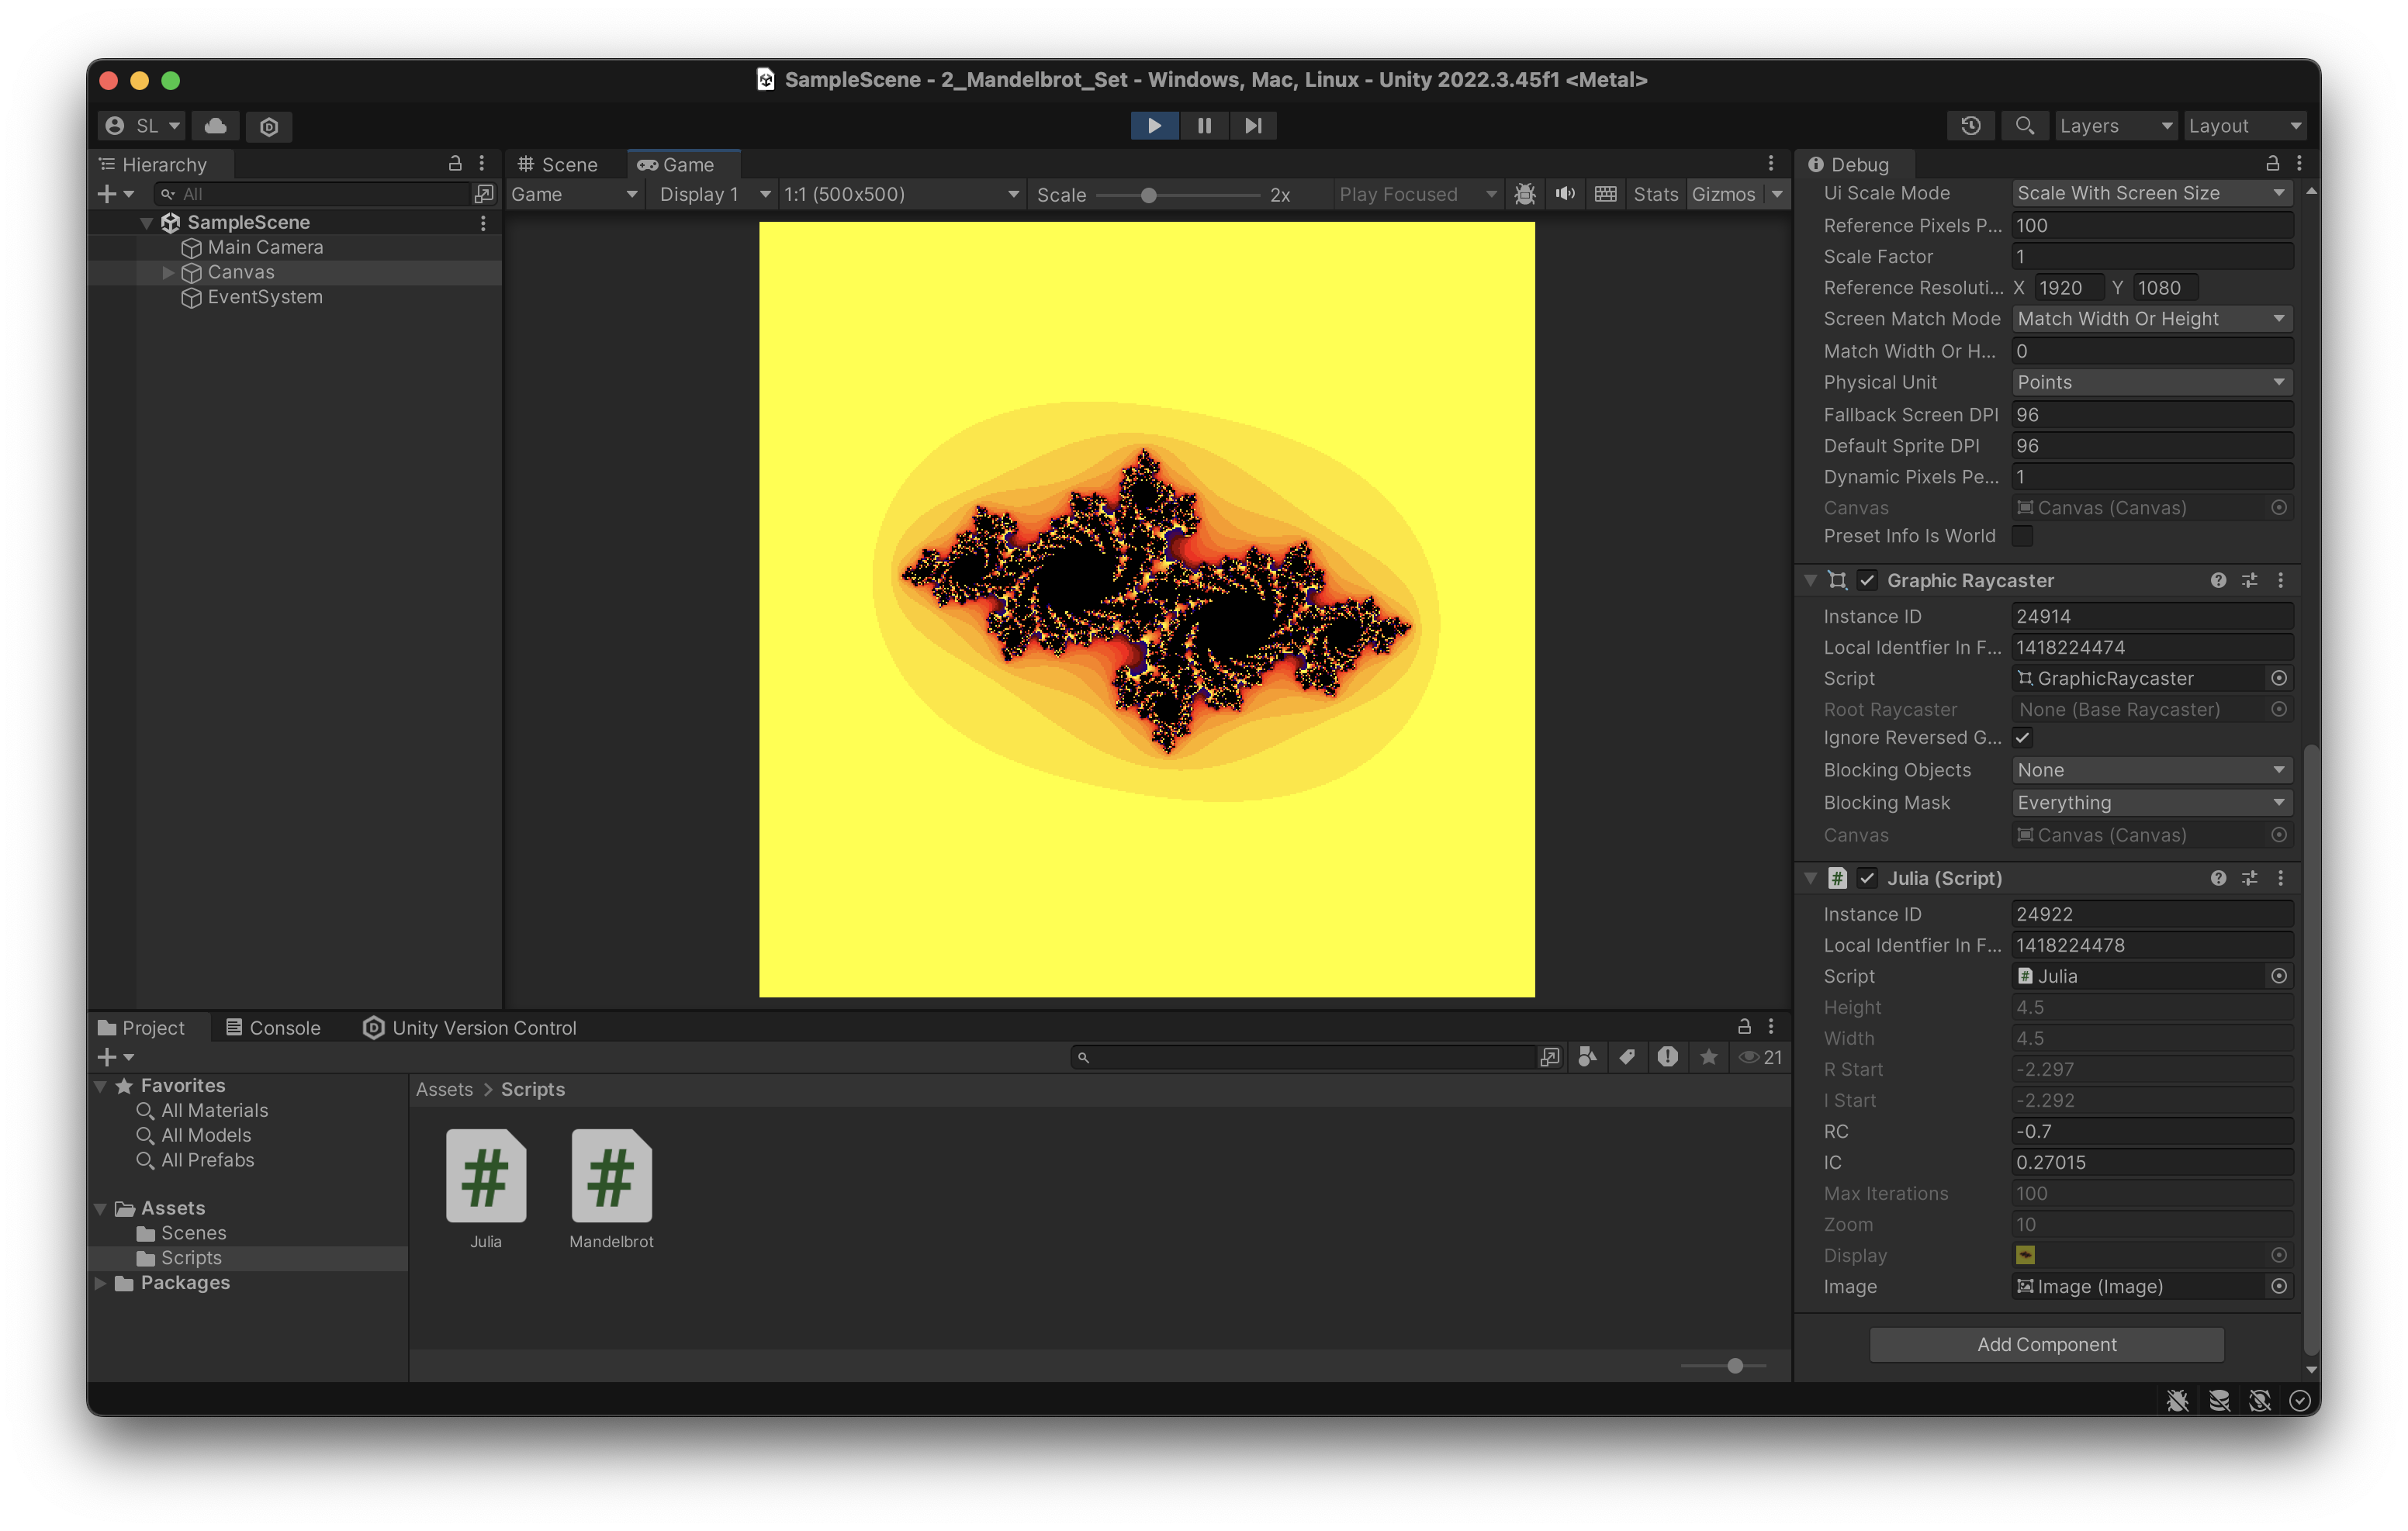 SampleScene - 2_Mandelbrot_Set - Windows, Mac, Linux - Unity 2022.3.45f1 <Metal>
SL
Layers
Layout
Hierarchy
All
SampleScene
Main Camera
Canvas
EventSystem
Scene
Game
Game
Display 1
1:1 (500x500)
Scale
2x
Play Focused
Stats
Gizmos
Debug
Ui Scale Mode
Scale With Screen Size
Reference Pixels P...
100
Scale Factor
1
Reference Resoluti...
X 1920 Y 1080
Screen Match Mode
Match Width Or Height
Match Width Or H...
0
Physical Unit
Points
Fallback Screen DPI
96
Default Sprite DPI
96
Dynamic Pixels Pe...
1
Canvas
Canvas (Canvas)
Preset Info Is World
Graphic Raycaster
Instance ID
24914
Local Identfier In F...
1418224474
Script
GraphicRaycaster
Root Raycaster
None (Base Raycaster)
Ignore Reversed G...
Blocking Objects
None
Blocking Mask
Everything
Canvas
Canvas (Canvas)
# Julia (Script)
Instance ID
24922
Local Identfier In F...
1418224478
Script
# Julia
Height
4.5
Width
4.5
R Start
-2.297
I Start
-2.292
RC
-0.7
IC
0.27015
Max Iterations
100
Zoom
10
Display
Image
Image (Image)
Add Component
Project
Console
Unity Version Control
21
Favorites
All Materials
All Models
All Prefabs
Assets
Scenes
Scripts
Packages
Assets > Scripts
#
Julia
#
Mandelbrot